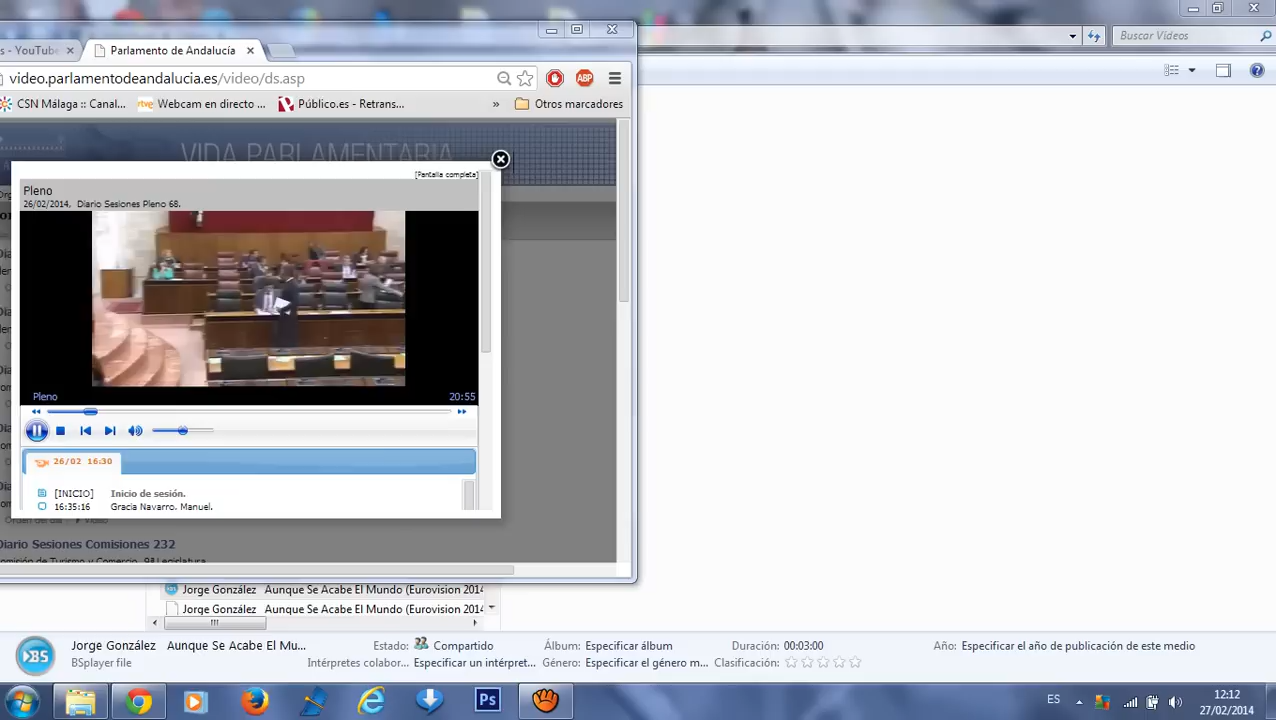 Buscar Vídeos
s - YouTube
Parlamento de Andalucía
video.parlamentodeandalucia.es/video/ds.asp
ABP
CSN Málaga :: Canal...
rtve
Webcam en directo ...
Público.es - Retrans...
»
Otros marcadores
VIDA PARLAMENTARIA
[Pantalla completa]
Pleno
26/02/2014, Diario Sesiones Pleno 68.
Pleno
20:55
26/02 16:30
[INICIO] Inicio de sesión.
16:35:16 Gracia Navarro, Manuel.
Diario Sesiones Comisiones 232
Jorge González Aunque Se Acabe El Mundo (Eurovision 2014
Jorge González Aunque Se Acabe El Mundo (Eurovision 2014
BS
Jorge González Aunque Se Acabe El Mu...
BSplayer file
Estado: Compartido
Intérpretes colabor... Especificar un intérpret...
Álbum: Especificar álbum
Género: Especificar el género m...
Duración: 00:03:00
Clasificación:
Año: Especificar el año de publicación de este medio
Ps
ES
12:12
27/02/2014